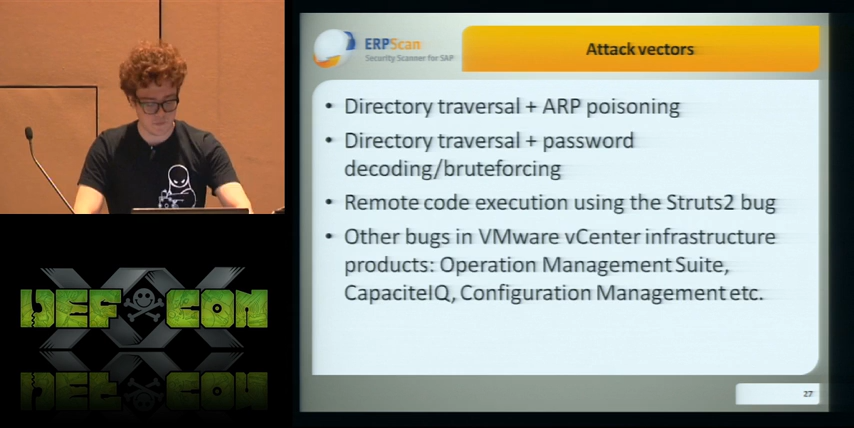 ERPScan
Security Scanner for SAP
Attack vectors
• Directory traversal + ARP poisoning
• Directory traversal + password
decoding/bruteforcing
• Remote code execution using the Struts2 bug
• Other bugs in VMware vCenter infrastructure
products: Operation Management Suite,
CapaciteIQ, Configuration Management etc.
27
XX
DEF CON